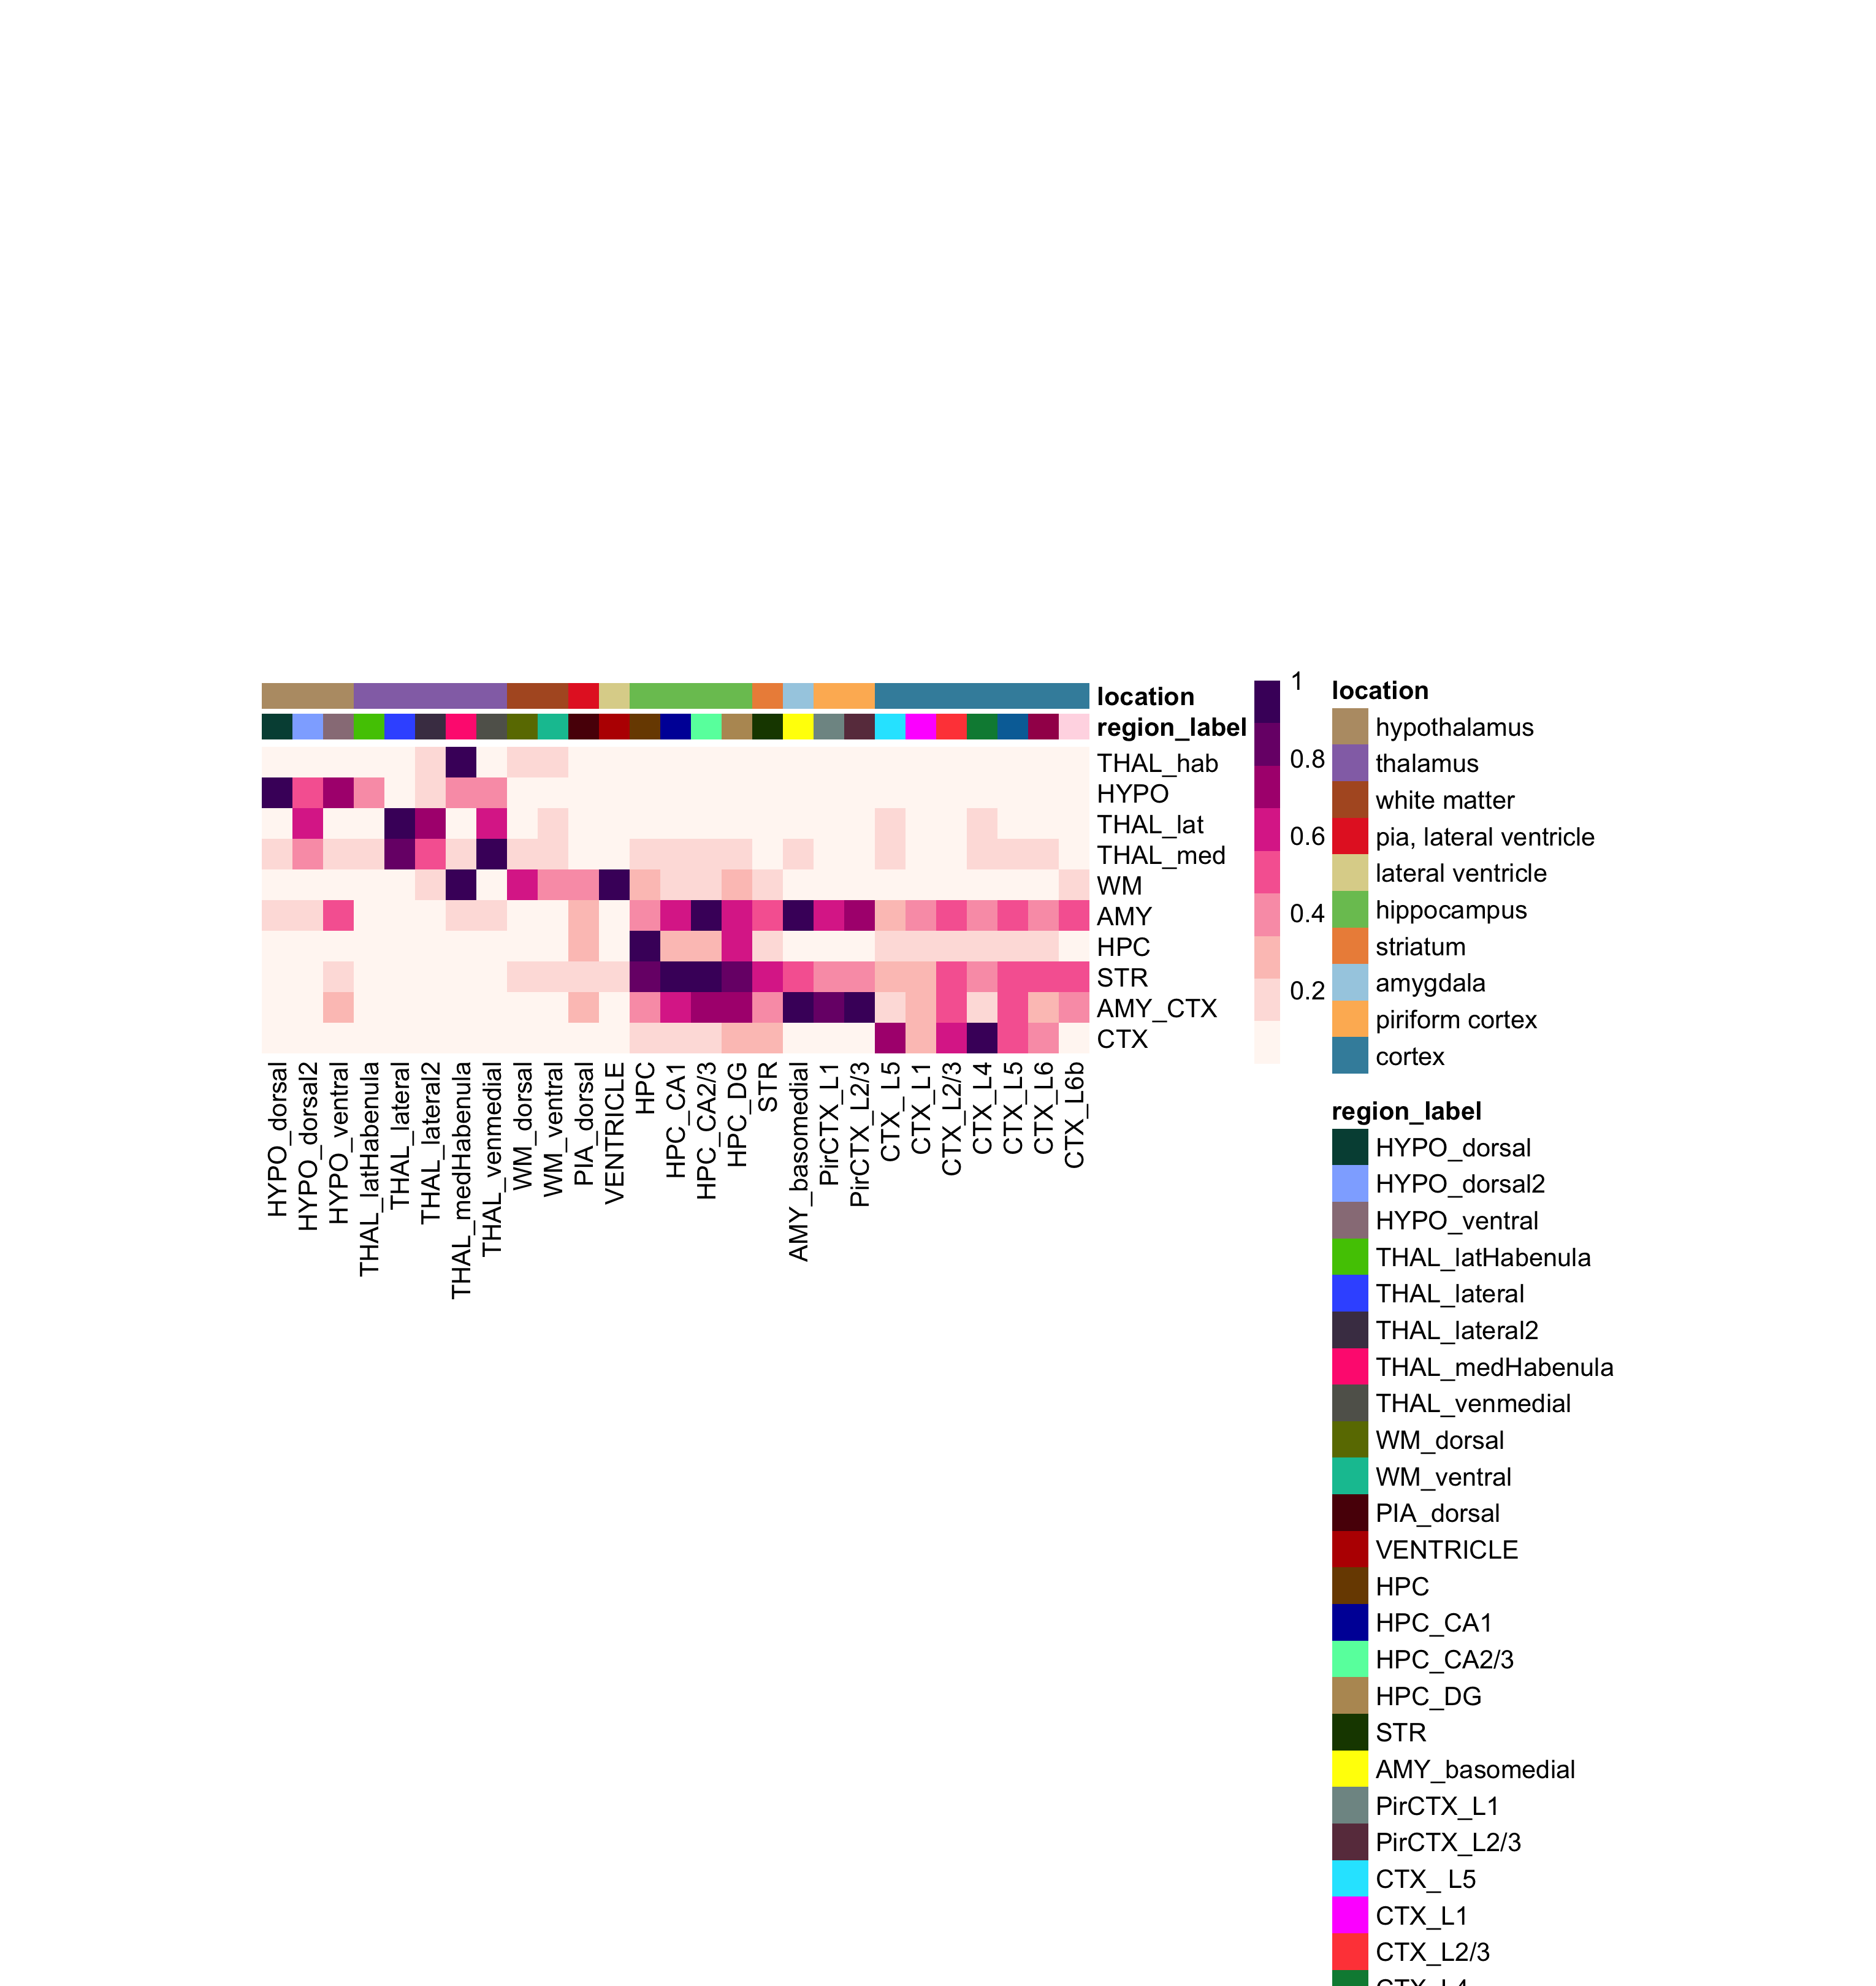 location
region_label
THAL_hab
HYPO
THAL_lat
THAL_med
WM
AMY
HPC
STR
AMY_CTX
CTX
HYPO_dorsal
HYPO_dorsal2
HYPO_ventral
THAL_latHabenula
THAL_lateral
THAL_lateral2
THAL_medHabenula
THAL_venmedial
WM_dorsal
WM_ventral
PIA_dorsal
VENTRICLE
HPC
HPC_CA1
HPC_CA2/3
HPC_DG
STR
AMY_basomedial
PirCTX_L1
PirCTX_L2/3
CTX_ L5
CTX_L1
CTX_L2/3
CTX_L4
CTX_L5
CTX_L6
CTX_L6b
1
0.8
0.6
0.4
0.2
location
hypothalamus
thalamus
white matter
pia, lateral ventricle
lateral ventricle
hippocampus
striatum
amygdala
piriform cortex
cortex
region_label
HYPO_dorsal
HYPO_dorsal2
HYPO_ventral
THAL_latHabenula
THAL_lateral
THAL_lateral2
THAL_medHabenula
THAL_venmedial
WM_dorsal
WM_ventral
PIA_dorsal
VENTRICLE
HPC
HPC_CA1
HPC_CA2/3
HPC_DG
STR
AMY_basomedial
PirCTX_L1
PirCTX_L2/3
CTX_ L5
CTX_L1
CTX_L2/3